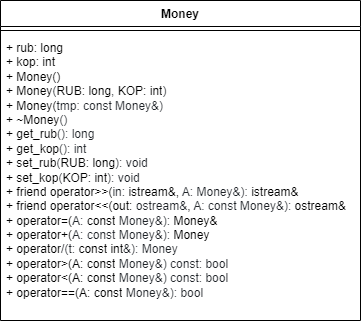 Money
+ rub: long
+ kop: int
+ Money()
+ Money(RUB: long, KOP: int)
+ Money(tmp: const Money&)
+ ~Money()
+ get_rub(): long
+ get_kop(): int
+ set_rub(RUB: long): void
+ set_kop(KOP: int): void
+ friend operator>>(in: istream&, A: Money&): istream&
+ friend operator<<(out: ostream&, A: const Money&): ostream&
+ operator=(A: const Money&): Money&
+ operator+(A: const Money&): Money
+ operator/(t: const int&): Money
+ operator>(A: const Money&) const: bool
+ operator<(A: const Money&) const: bool
+ operator==(A: const Money&): bool